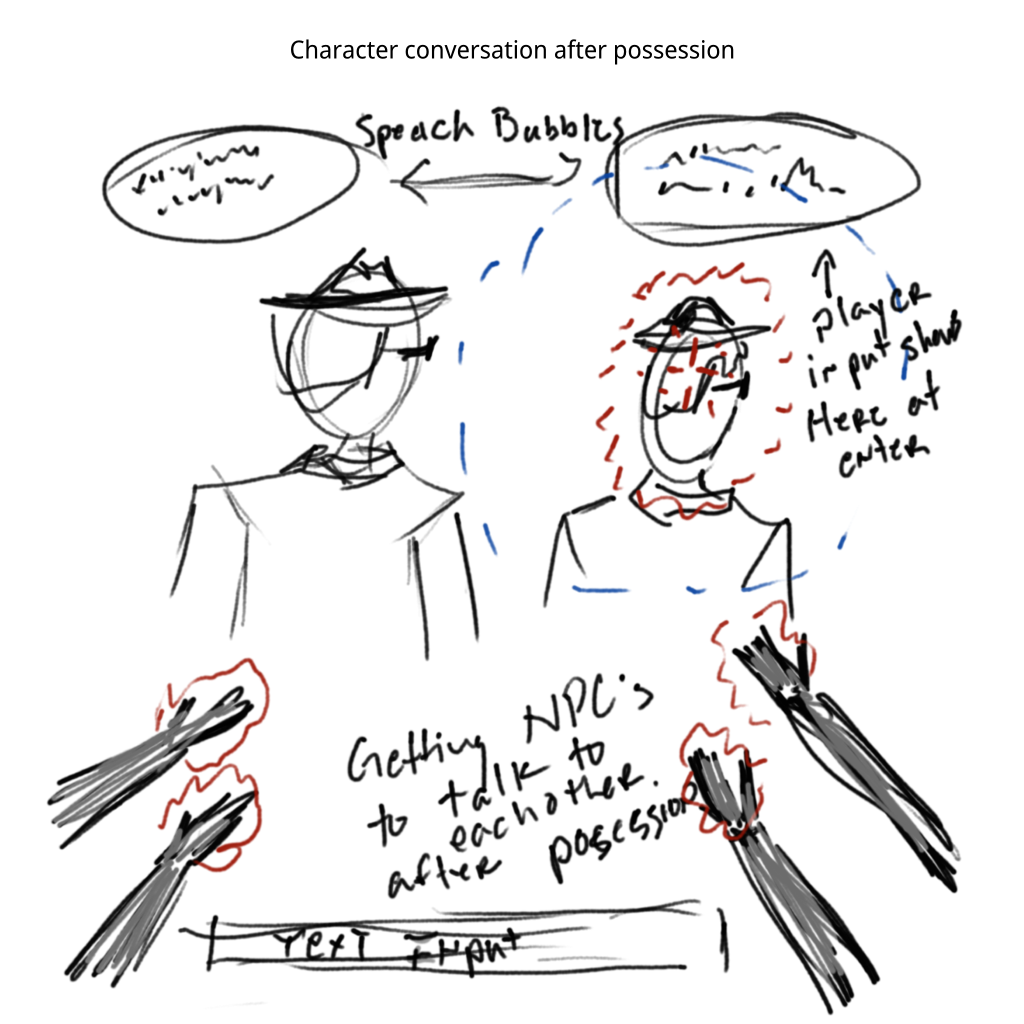 Character conversation after possession
Speach Bubbles
player
input show
Here at
enter
Getting NPC's
to talk to
eachother.
after posession
Text Input